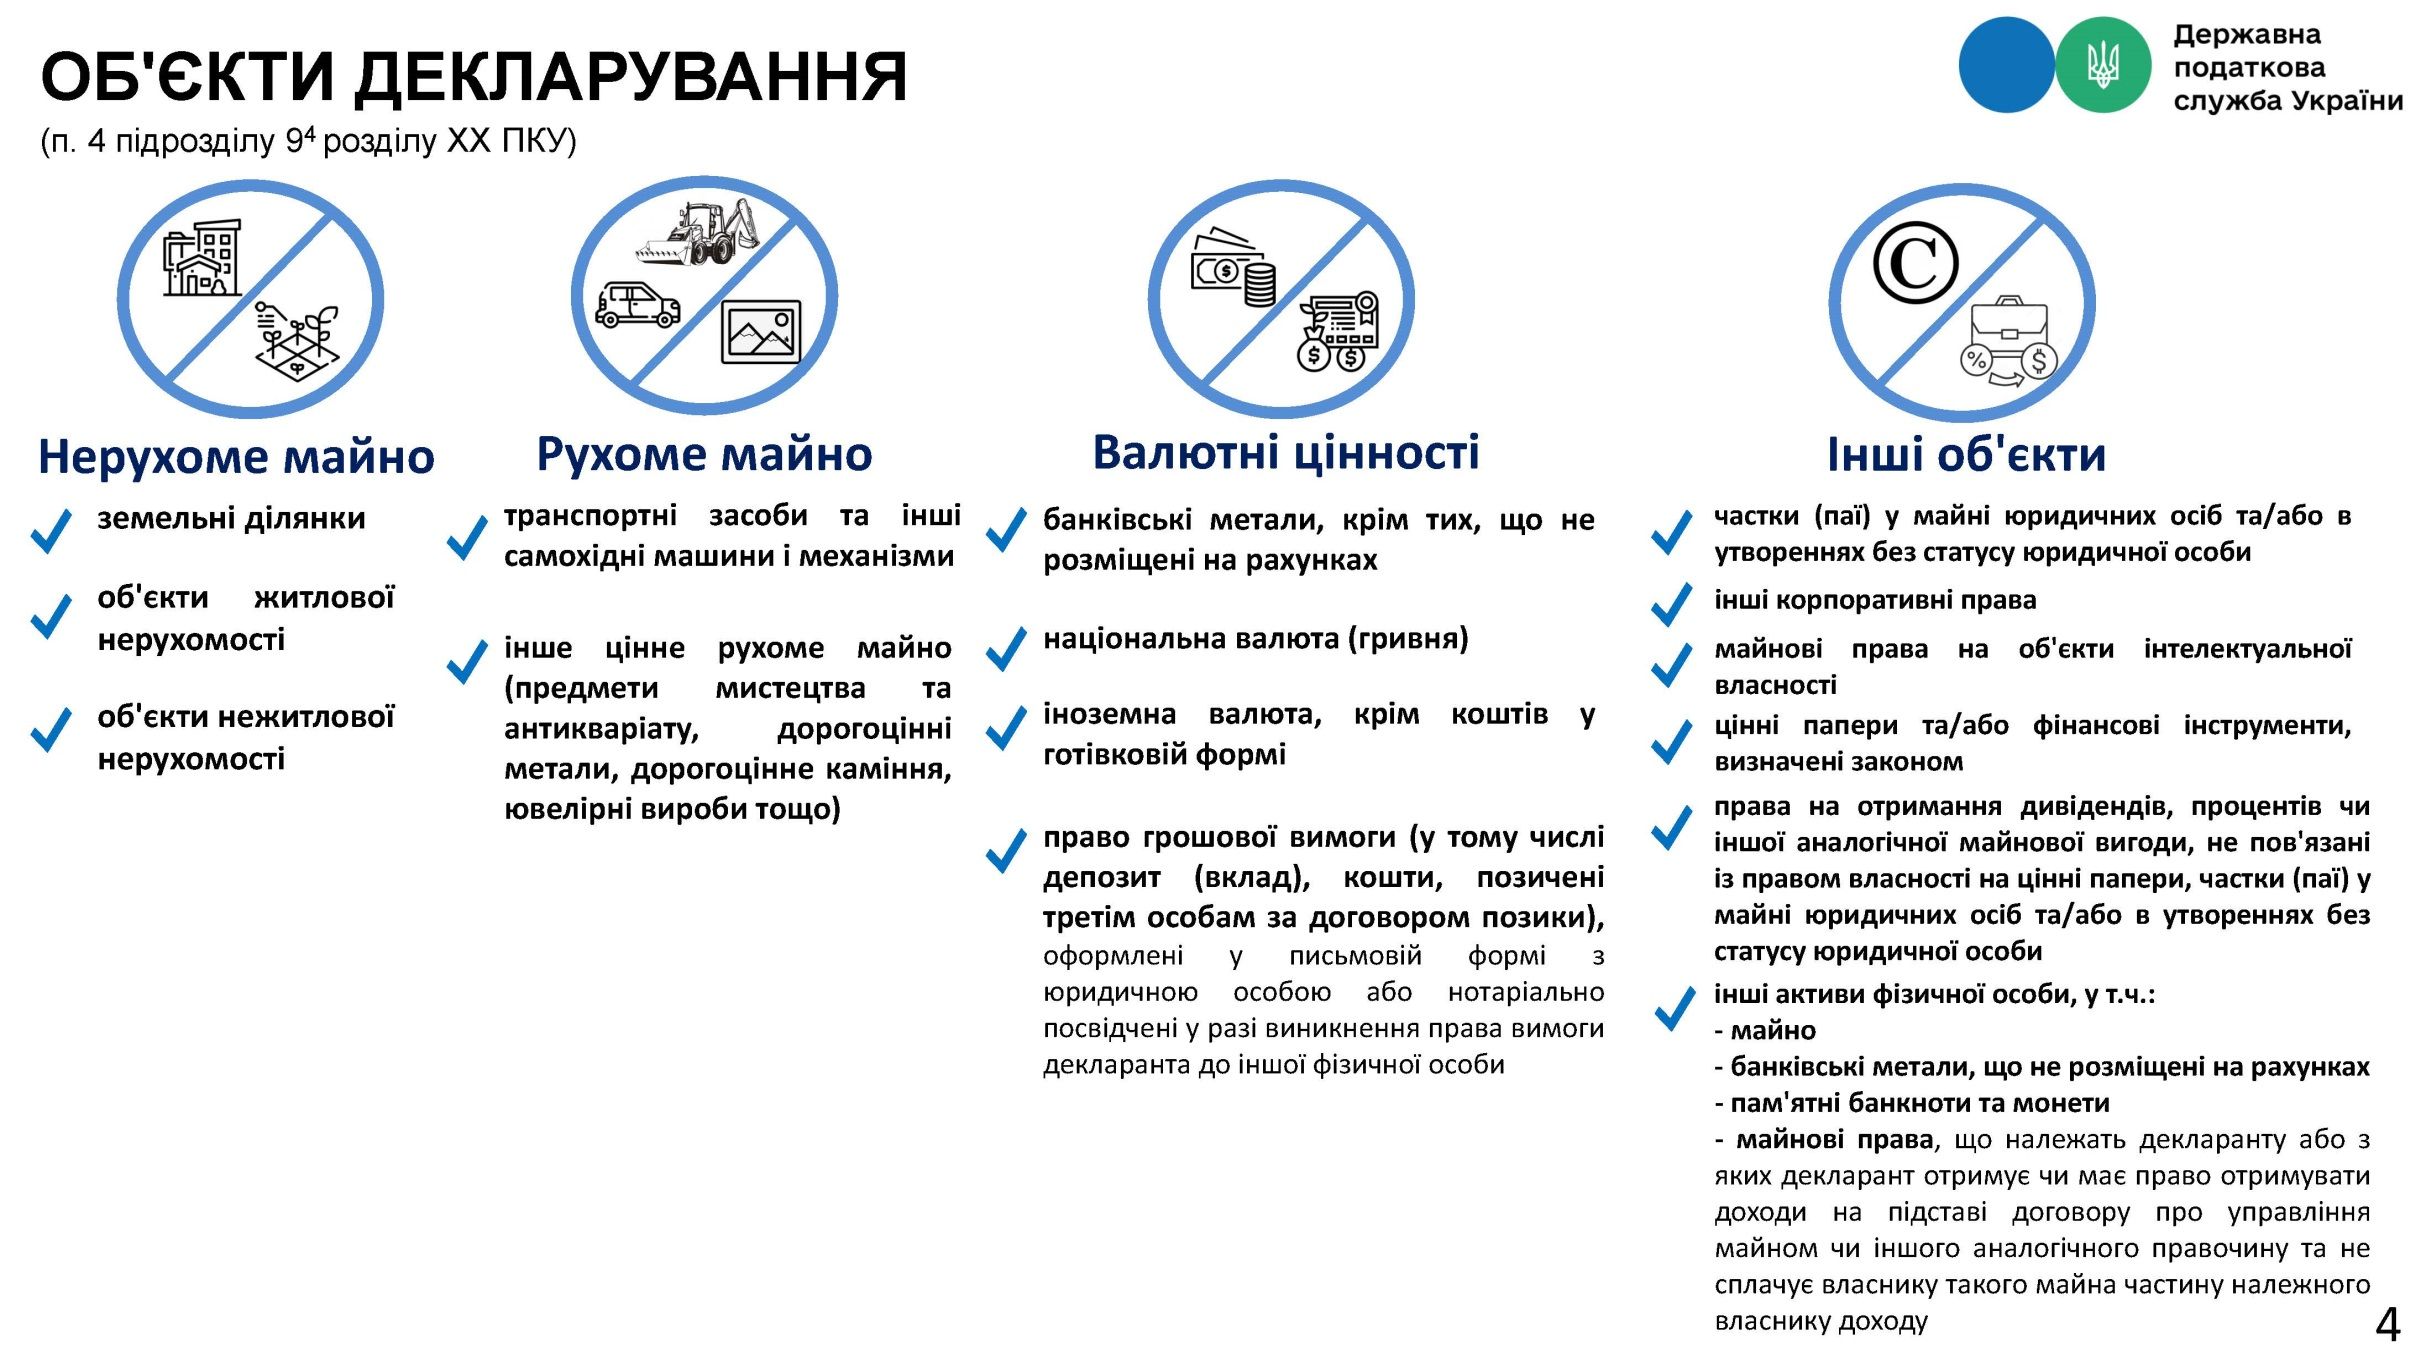 ОБ'ЄКТИ ДЕКЛАРУВАННЯ
(п. 4 підрозділу 9⁴ розділу ХХ ПКУ)
Державна
податкова
служба України
Нерухоме майно
земельні ділянки
об'єкти житлової
нерухомості
об'єкти нежитлової
нерухомості
Рухоме майно
транспортні засоби та інші
самохідні машини і механізми
інше цінне рухоме майно
(предмети мистецтва та
антикваріату, дорогоцінні
метали, дорогоцінне каміння,
ювелірні вироби тощо)
$
$ $
Валютні цінності
банківські метали, крім тих, що не
розміщені на рахунках
національна валюта (гривня)
іноземна валюта, крім коштів у
готівковій формі
право грошової вимоги (у тому числі
депозит (вклад), кошти, позичені
третім особам за договором позики),
оформлені у письмовій формі з
юридичною особою або нотаріально
посвідчені у разі виникнення права вимоги
декларанта до іншої фізичної особи
©
% $
Інші об'єкти
частки (паї) у майні юридичних осіб та/або в
утвореннях без статусу юридичної особи
інші корпоративні права
майнові права на об'єкти інтелектуальної
власності
цінні папери та/або фінансові інструменти,
визначені законом
права на отримання дивідендів, процентів чи
іншої аналогічної майнової вигоди, не пов'язані
із правом власності на цінні папери, частки (паї) у
майні юридичних осіб та/або в утвореннях без
статусу юридичної особи
інші активи фізичної особи, у т.ч.:
- майно
- банківські метали, що не розміщені на рахунках
- пам'ятні банкноти та монети
- майнові права, що належать декларанту або з
яких декларант отримує чи має право отримувати
доходи на підставі договору про управління
майном чи іншого аналогічного правочину та не
сплачує власнику такого майна частину належного
власнику доходу
4